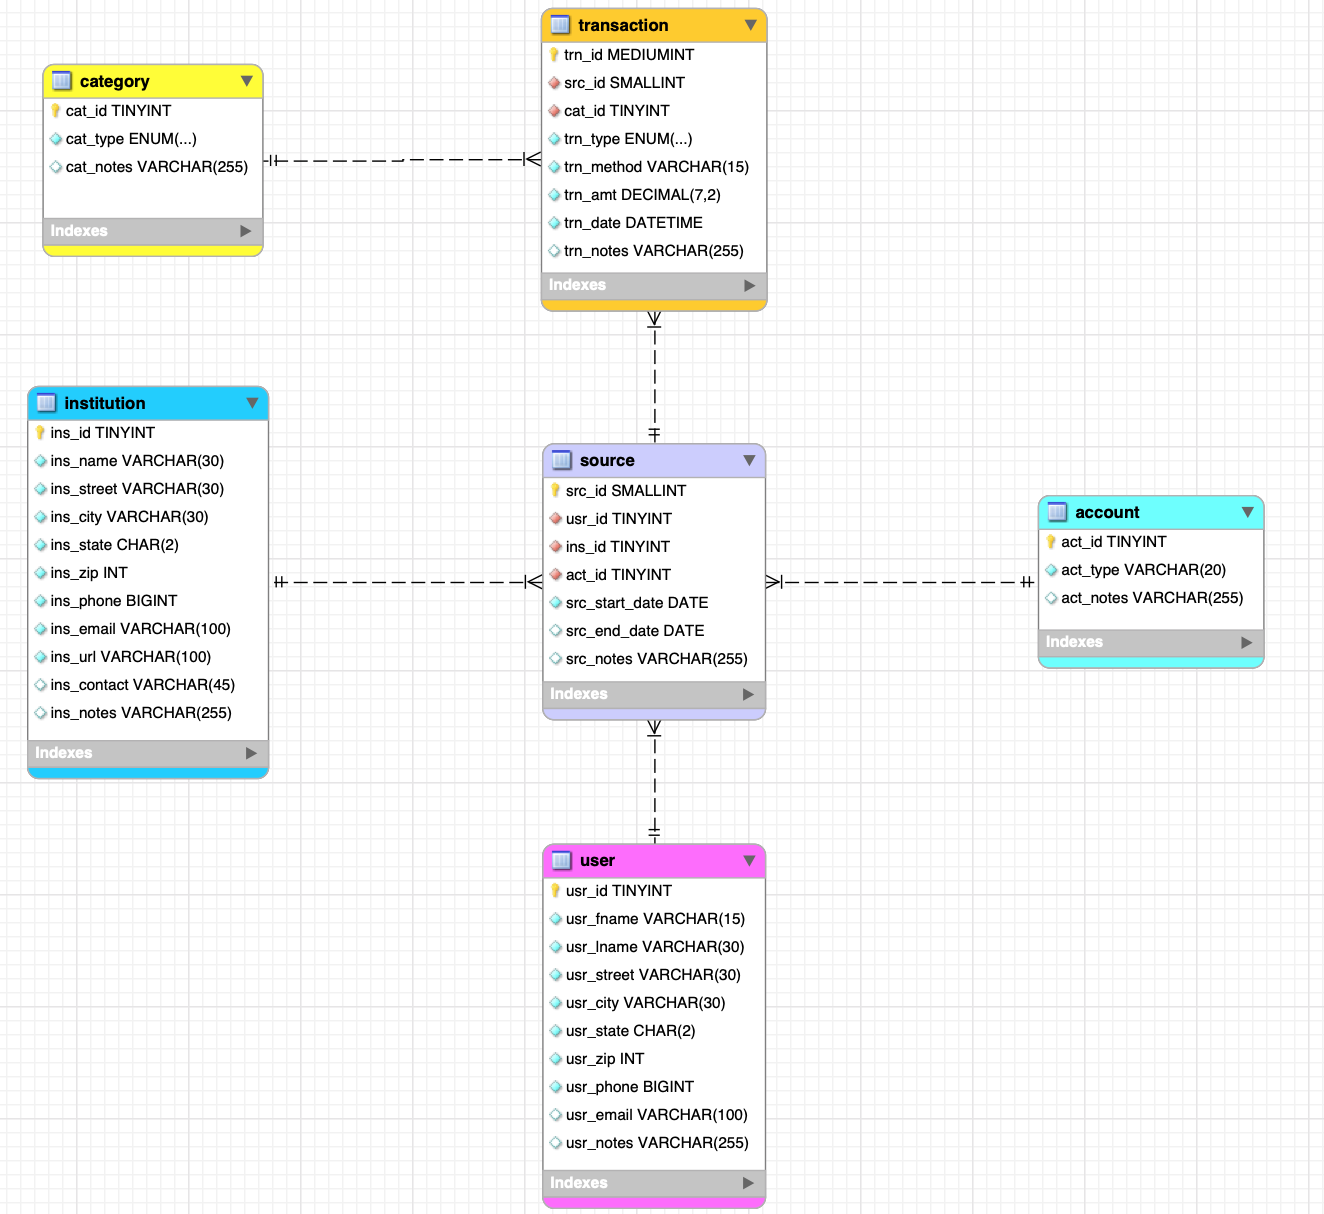 transaction
trn_id MEDIUMINT
src_id SMALLINT
cat_id TINYINT
trn_type ENUM(...)
trn_method VARCHAR(15)
trn_amt DECIMAL(7,2)
trn_date DATETIME
trn_notes VARCHAR(255)
Indexes
category
cat_id TINYINT
cat_type ENUM(...)
cat_notes VARCHAR(255)
Indexes
institution
ins_id TINYINT
ins_name VARCHAR(30)
ins_street VARCHAR(30)
ins_city VARCHAR(30)
ins_state CHAR(2)
ins_zip INT
ins_phone BIGINT
ins_email VARCHAR(100)
ins_url VARCHAR(100)
ins_contact VARCHAR(45)
ins_notes VARCHAR(255)
Indexes
source
src_id SMALLINT
usr_id TINYINT
ins_id TINYINT
act_id TINYINT
src_start_date DATE
src_end_date DATE
src_notes VARCHAR(255)
Indexes
account
act_id TINYINT
act_type VARCHAR(20)
act_notes VARCHAR(255)
Indexes
user
usr_id TINYINT
usr_fname VARCHAR(15)
usr_lname VARCHAR(30)
usr_street VARCHAR(30)
usr_city VARCHAR(30)
usr_state CHAR(2)
usr_zip INT
usr_phone BIGINT
usr_email VARCHAR(100)
usr_notes VARCHAR(255)
Indexes